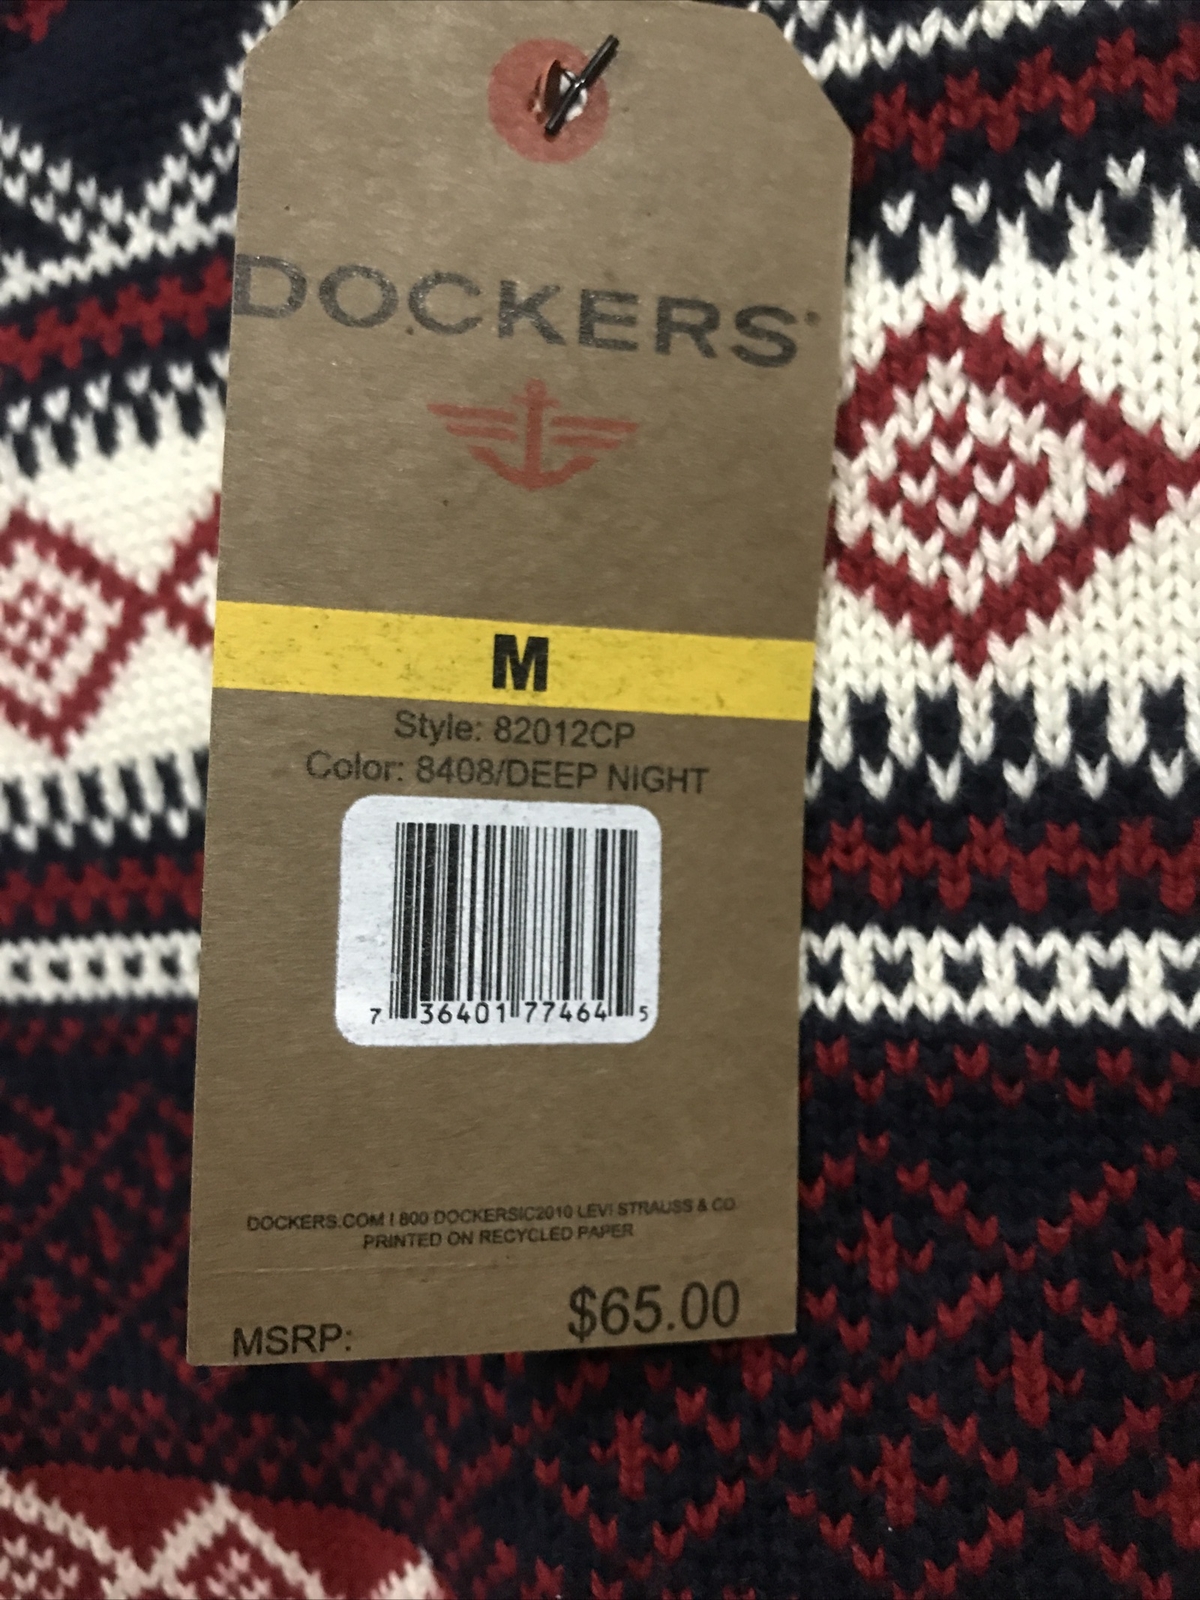 DOCKERS
M
Style: 82012CP
Color: 8408/DEEP NIGHT
7 36401 77464 5
DOCKERS.COM I 800 DOCKERSIC2010 LEVI STRAUSS & CO
PRINTED ON RECYCLED PAPER
MSRP: $65.00